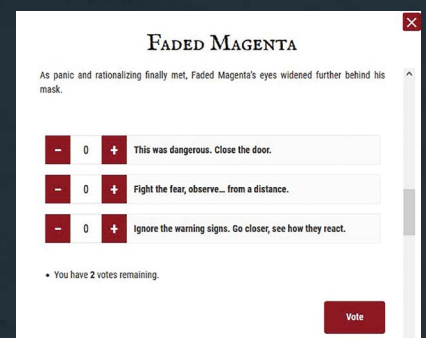 Faded Magenta
As panic and rationalizing finally met, Faded Magenta's eyes widened further behind his
mask.
- 0 + This was dangerous. Close the door.
- 0 + Fight the fear, observe... from a distance.
- 0 + Ignore the warning signs. Go closer, see how they react.
• You have 2 votes remaining.
Vote